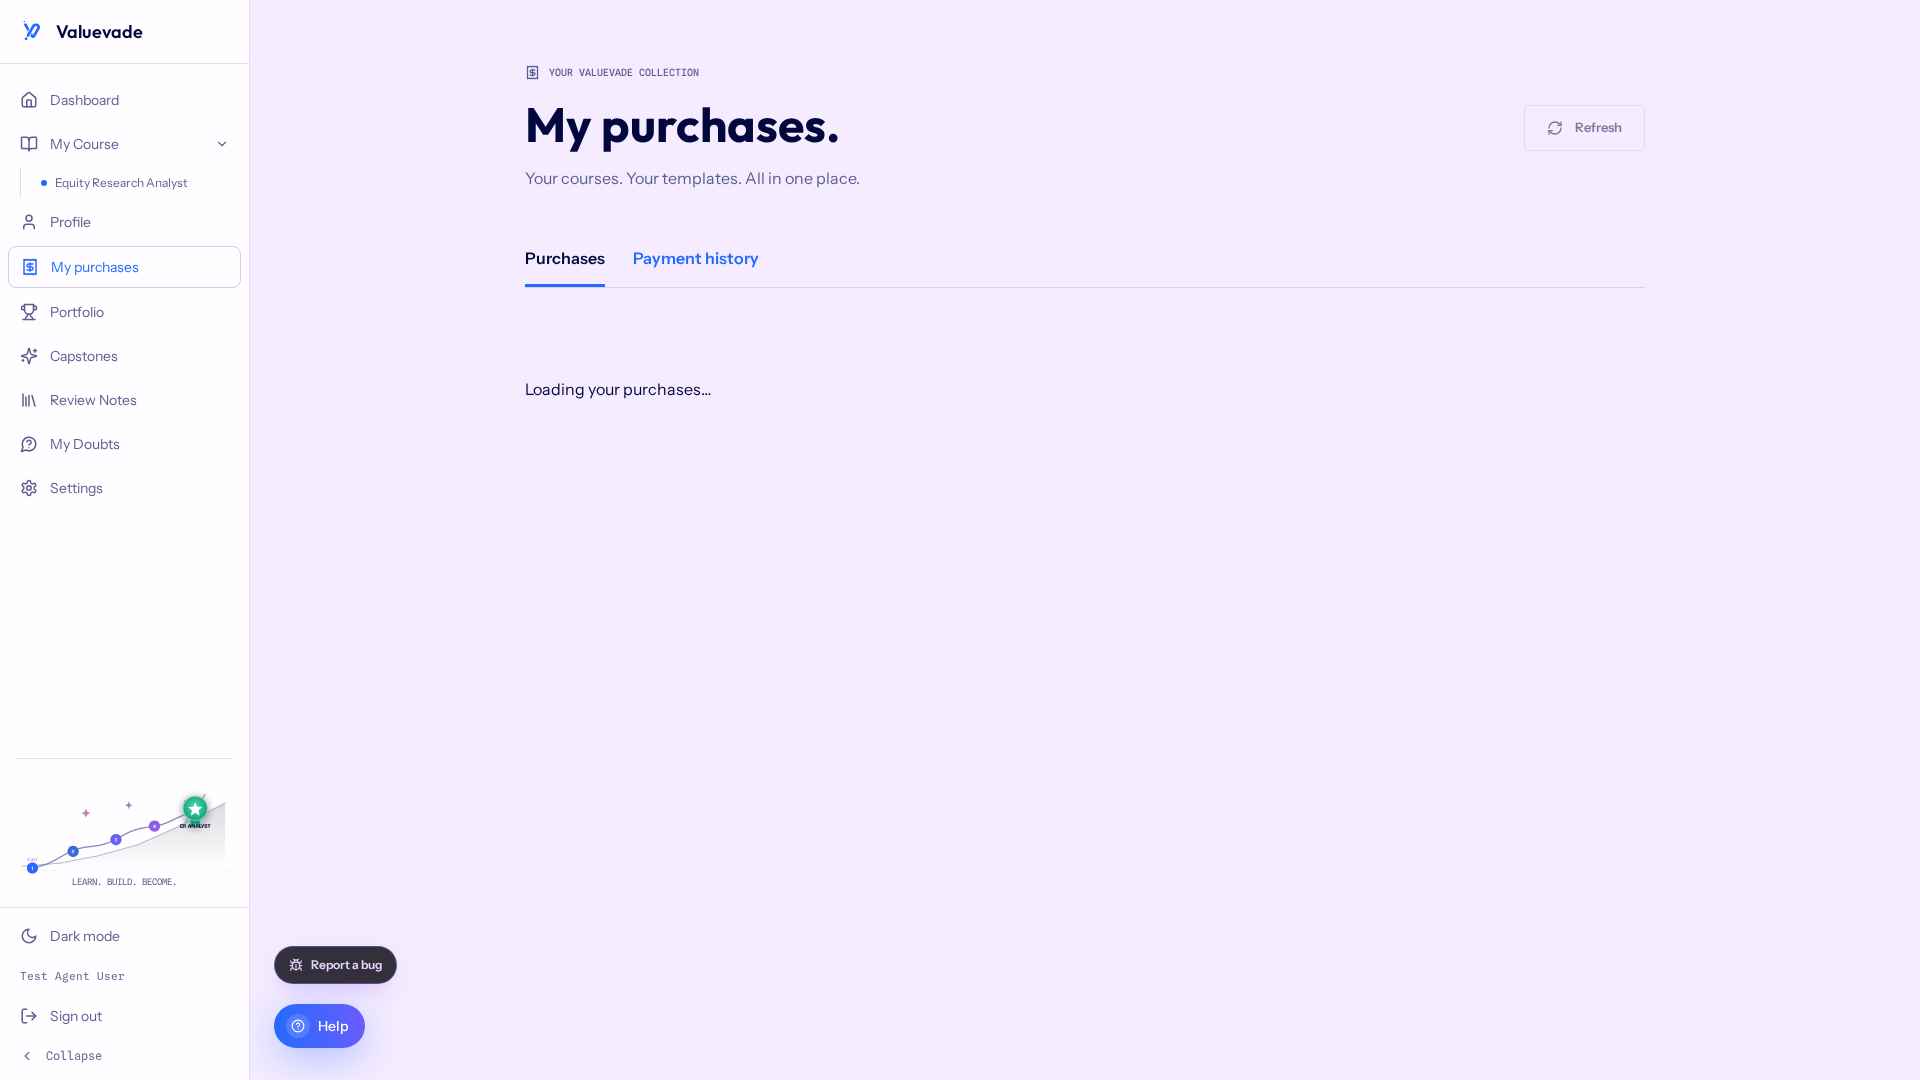 Valuevade
Dashboard
My Course
Equity Research Analyst
Profile
My purchases
Portfolio
Capstones
Review Notes
My Doubts
Settings
LEARN. BUILD. BECOME.
Dark mode
Test Agent User
Sign out
Collapse
YOUR VALUEVADE COLLECTION
My purchases.
Refresh
Your courses. Your templates. All in one place.
Purchases
Payment history
Loading your purchases...
Report a bug
Help